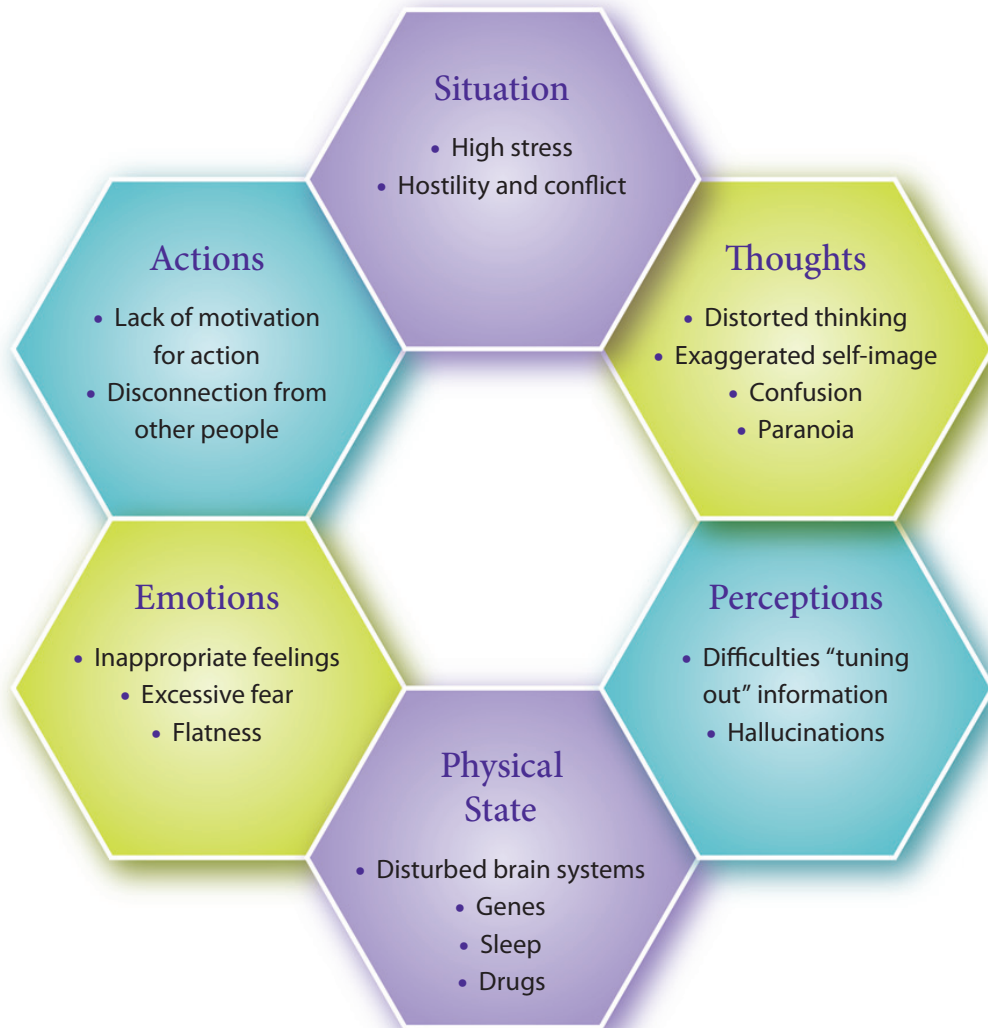 Situation
• High stress
• Hostility and conflict
Thoughts
• Distorted thinking
• Exaggerated self-image
• Confusion
• Paranoia
Perceptions
• Difficulties “tuning
out” information
• Hallucinations
Physical
State
• Disturbed brain systems
• Genes
• Sleep
• Drugs
Emotions
• Inappropriate feelings
• Excessive fear
• Flatness
Actions
• Lack of motivation
for action
• Disconnection from
other people